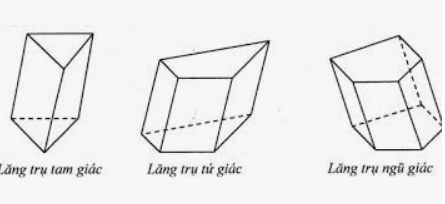 Lăng trụ tam giác
Lăng trụ tứ giác
Lăng trụ ngũ giác